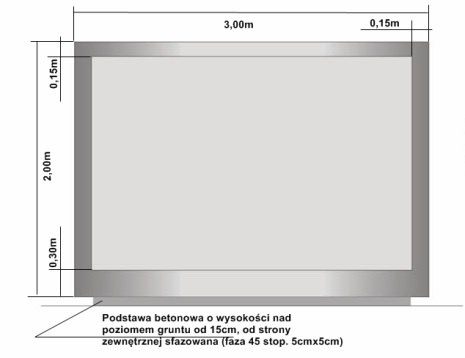 3,00m
0,15m
0,15m
2,00m
0,30m
Podstawa betonowa o wysokości nad
poziomem gruntu od 15cm, od strony
zewnętrznej sfazowana (faza 45 stop. 5cmx5cm)